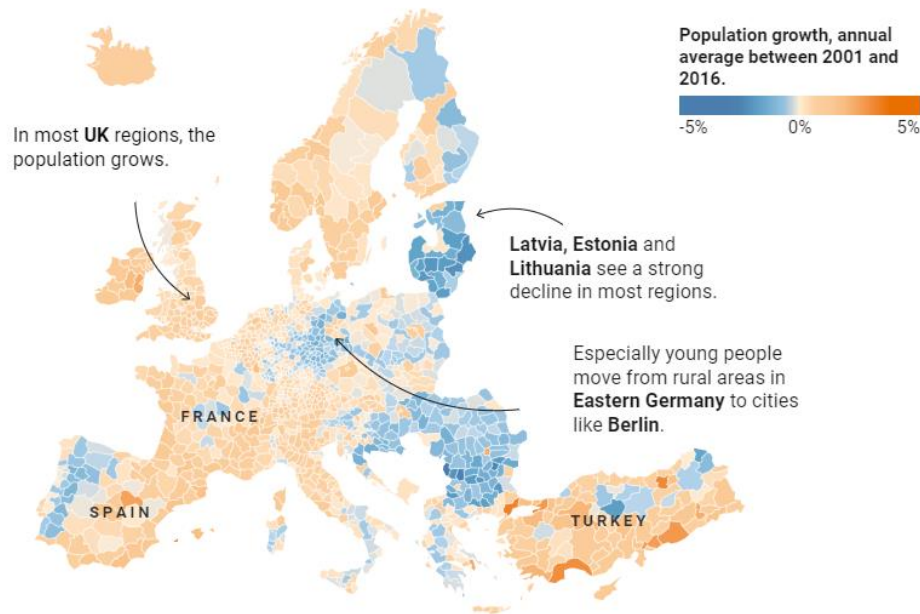 Population growth, annual
average between 2001 and
2016.
-5%
0%
5%
In most UK regions, the
population grows.
Latvia, Estonia and
Lithuania see a strong
decline in most regions.
Especially young people
move from rural areas in
Eastern Germany to cities
like Berlin.
FRANCE
SPAIN
TURKEY